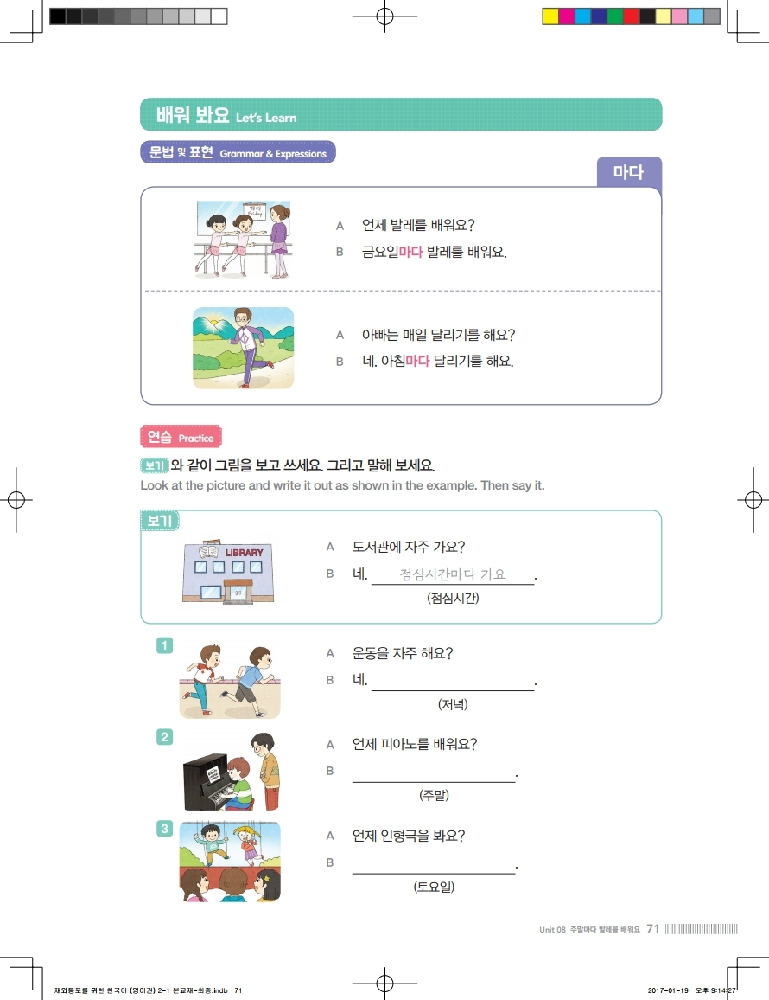 배워 봐요 Let's Learn
문법 및 표현 Grammar & Expressions
마다
A 언제 발레를 배워요?
B 금요일마다 발레를 배워요.
A 아빠는 매일 달리기를 해요?
B 네. 아침마다 달리기를 해요.
연습 Practice
보기 와 같이 그림을 보고 쓰세요. 그리고 말해 보세요.
Look at the picture and write it out as shown in the example. Then say it.
보기
LIBRARY
A 도서관에 자주 가요?
B 네. 점심시간마다 가요.
(점심시간)
1
A 운동을 자주 해요?
B 네. .
(저녁)
2
A 언제 피아노를 배워요?
B .
(주말)
3
A 언제 인형극을 봐요?
B .
(토요일)
Unit 08 주말마다 발레를 배워요 71
재외동포를 위한 한국어 (영어권) 2-1 본교재-최종.indb 71
2017-01-19 오후 9:14:27